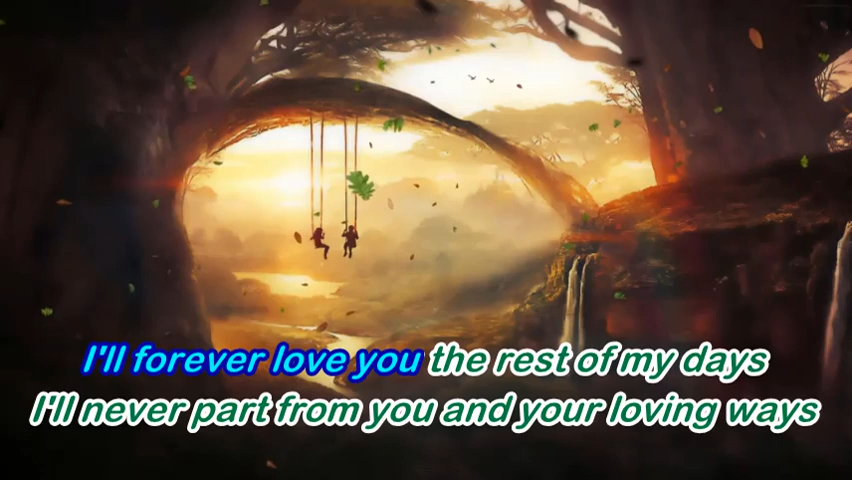 I'll forever love you the rest of my days
I'll never part from you and your loving ways